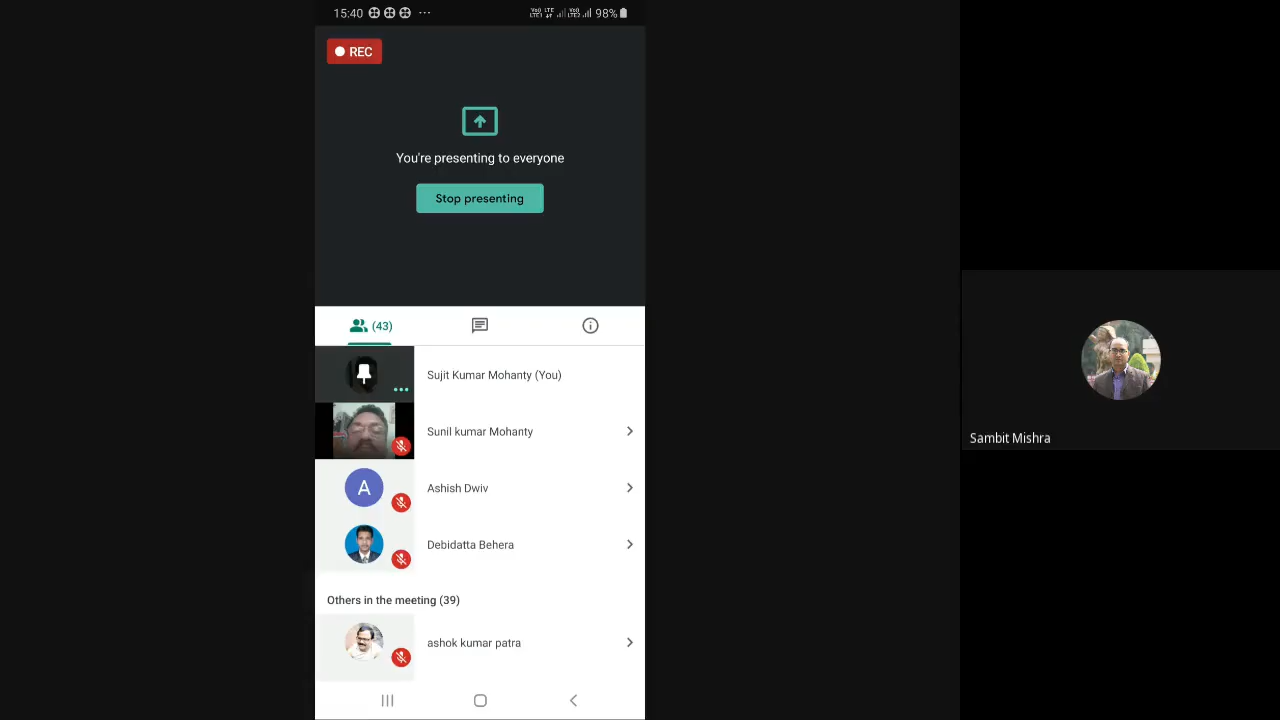 15:40 98%
REC
You're presenting to everyone
Stop presenting
(43)
Sujit Kumar Mohanty (You)
Sunil kumar Mohanty
A
Ashish Dwiv
Debidatta Behera
Others in the meeting (39)
ashok kumar patra
Sambit Mishra